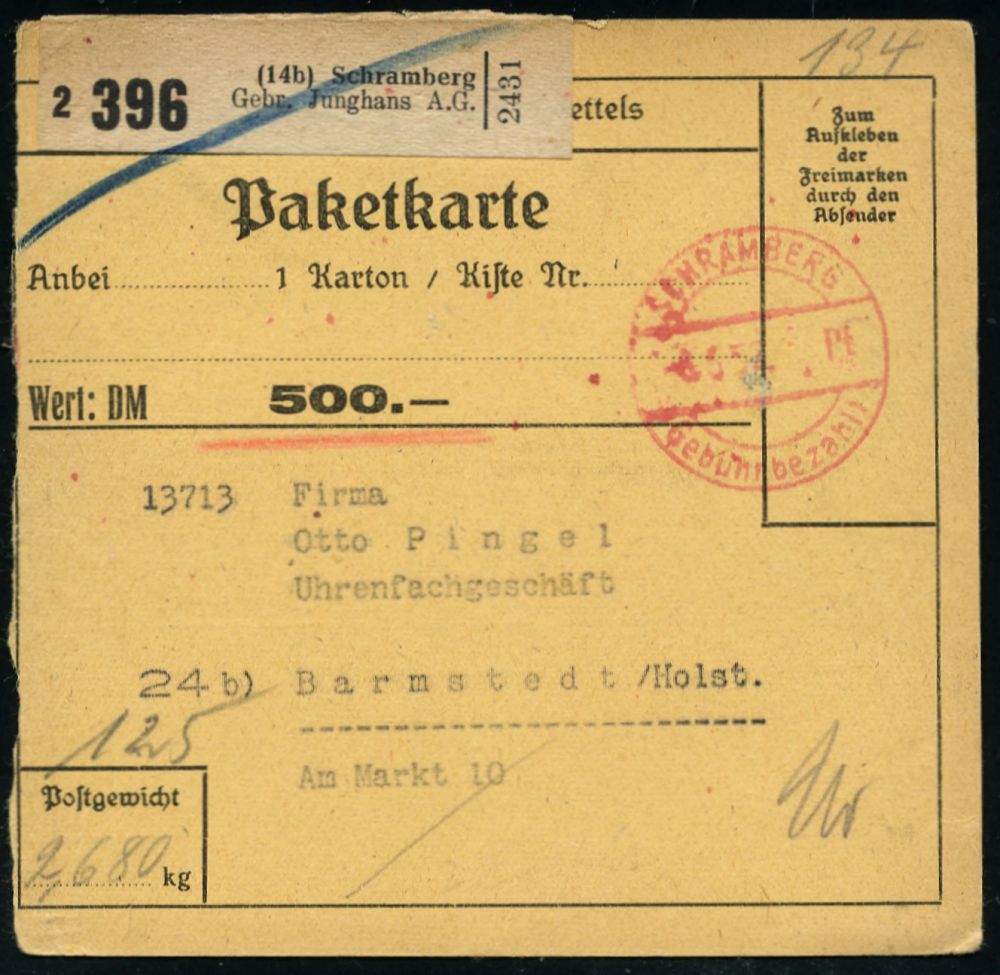 134
2 396
(14b) Schramberg
Gebr. Junghans A.G.
2431
ettels
Zum
Aufkleben
der
Freimarken
durch den
Absender
Paketkarte
Anbei 1 Karton / Kiste Nr.
SCHRAMBERG
Gebühr bezahlt
Wert: DM 500.—
13713 Firma
Otto Pingel
Uhrenfachgeschäft
24b) Barmstedt/Holst.
125
Am Markt 10
Postgewicht
2,680 kg